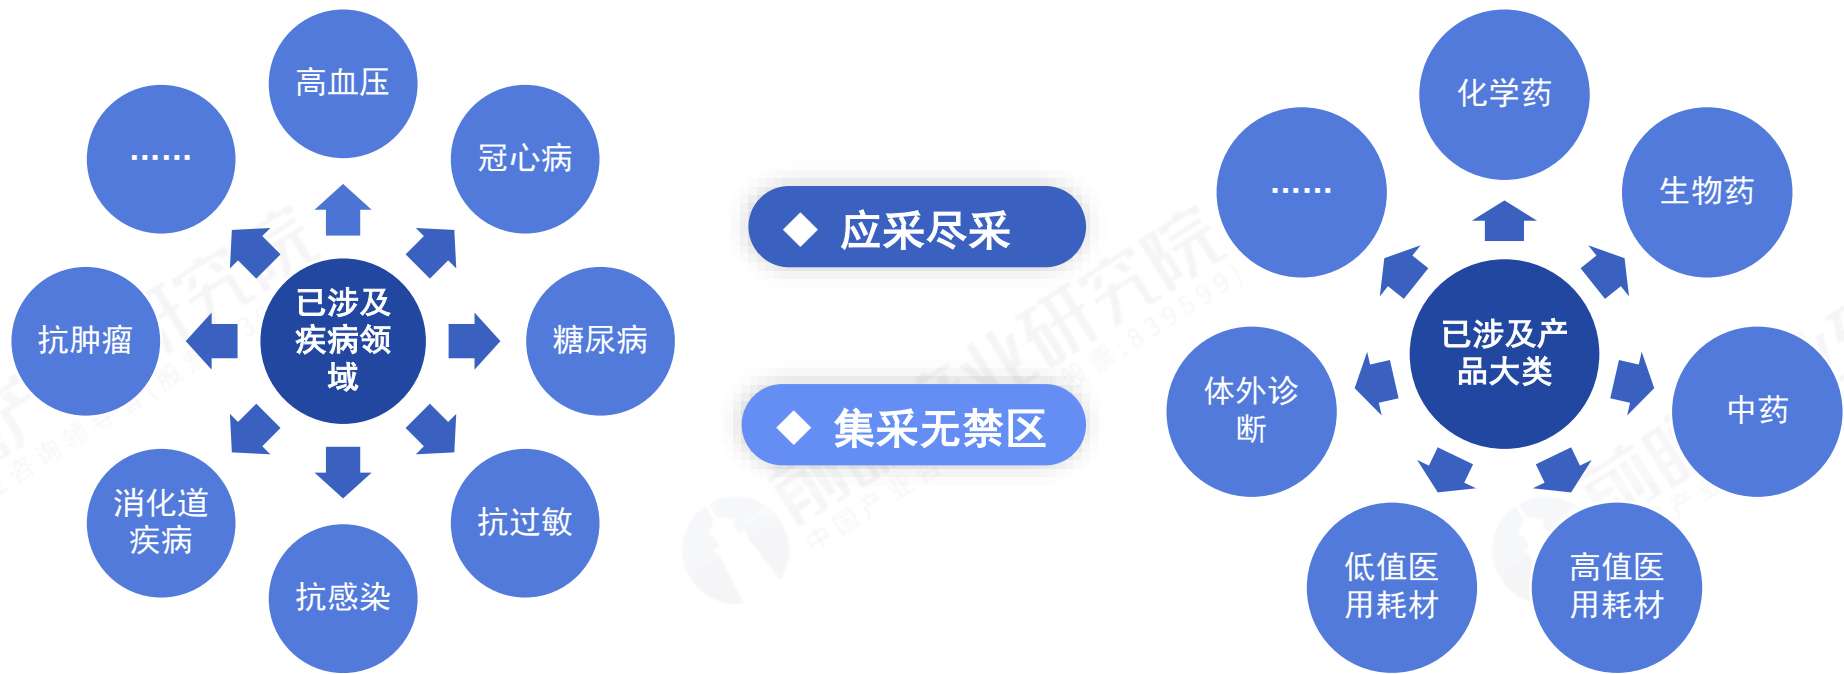 高血压
冠心病
糖尿病
抗过敏
抗感染
消化道
疾病
抗肿瘤
……
已涉及
疾病领
域
应采尽采
集采无禁区
化学药
生物药
中药
高值医
用耗材
低值医
用耗材
体外诊
断
……
已涉及产
品大类